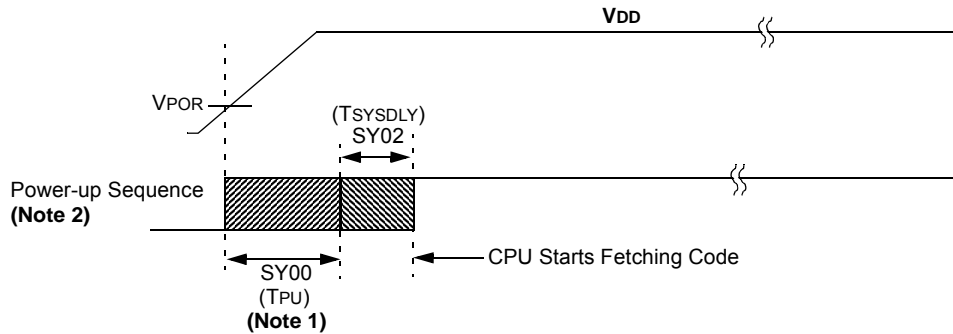 VDD
VPOR
(TSYSDLY)
SY02
Power-up Sequence
(Note 2)
CPU Starts Fetching Code
SY00
(TPU)
(Note 1)